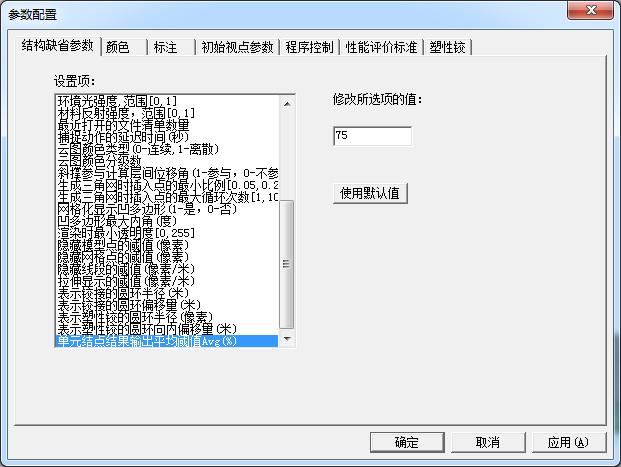 参数配置
结构缺省参数 颜色 标注 初始视点参数 程序控制 性能评价标准 塑性铰
设置项:
修改所选项的值:
环境光强度,范围[0,1]
材料反射强度，范围[0,1]
最近打开的文件清单数量
捕捉动作的延迟时间(秒)
云图颜色类型(0-连续,1-离散)
云图颜色分级数
斜撑参与计算层间位移角(1-参与，0-不参
生成三角网时插入点的最小比例[0.05,0.2
生成三角网时插入点的最大循环次数[1,10
网格化显示凹多边形(1-是，0-否)
凹多边形最大内角(度)
渲染时最小透明度[0,255]
隐藏模型点的阈值(像素)
隐藏网格点的阈值(像素)
隐藏线段的阈值(像素/米)
拉伸显示的阈值(像素/米)
表示铰接的圆环半径(米)
表示铰接的圆环偏移量(米)
表示塑性铰的圆环半径(像素)
表示塑性铰的圆环向内偏移量(米)
单元结点结果输出平均阈值Avg(%)
75
使用默认值
确定 取消 应用(A)